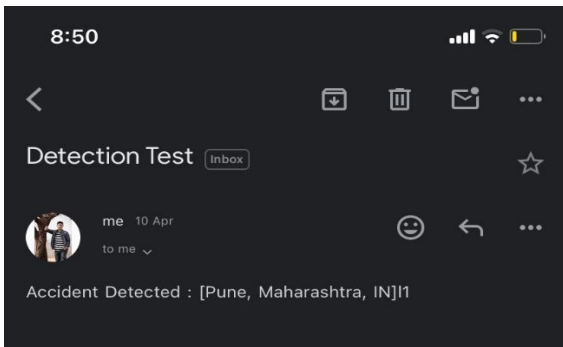 8:50
Detection Test Inbox
me 10 Apr
to me
Accident Detected : [Pune, Maharashtra, IN]l1